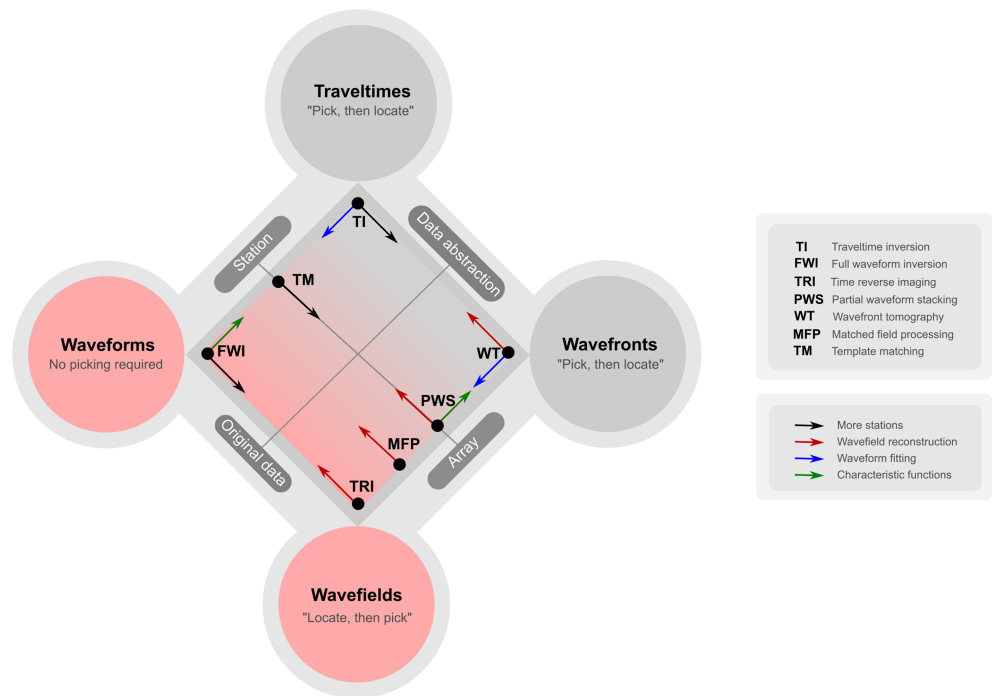 Traveltimes
"Pick, then locate"
TI
Station
Data abstraction
TM
Waveforms
No picking required
FWI
WT
Wavefronts
"Pick, then locate"
PWS
MFP
Original data
Array
TRI
Wavefields
"Locate, then pick"
TI Traveltime inversion
FWI Full waveform inversion
TRI Time reverse imaging
PWS Partial waveform stacking
WT Wavefront tomography
MFP Matched field processing
TM Template matching
More stations
Wavefield reconstruction
Waveform fitting
Characteristic functions